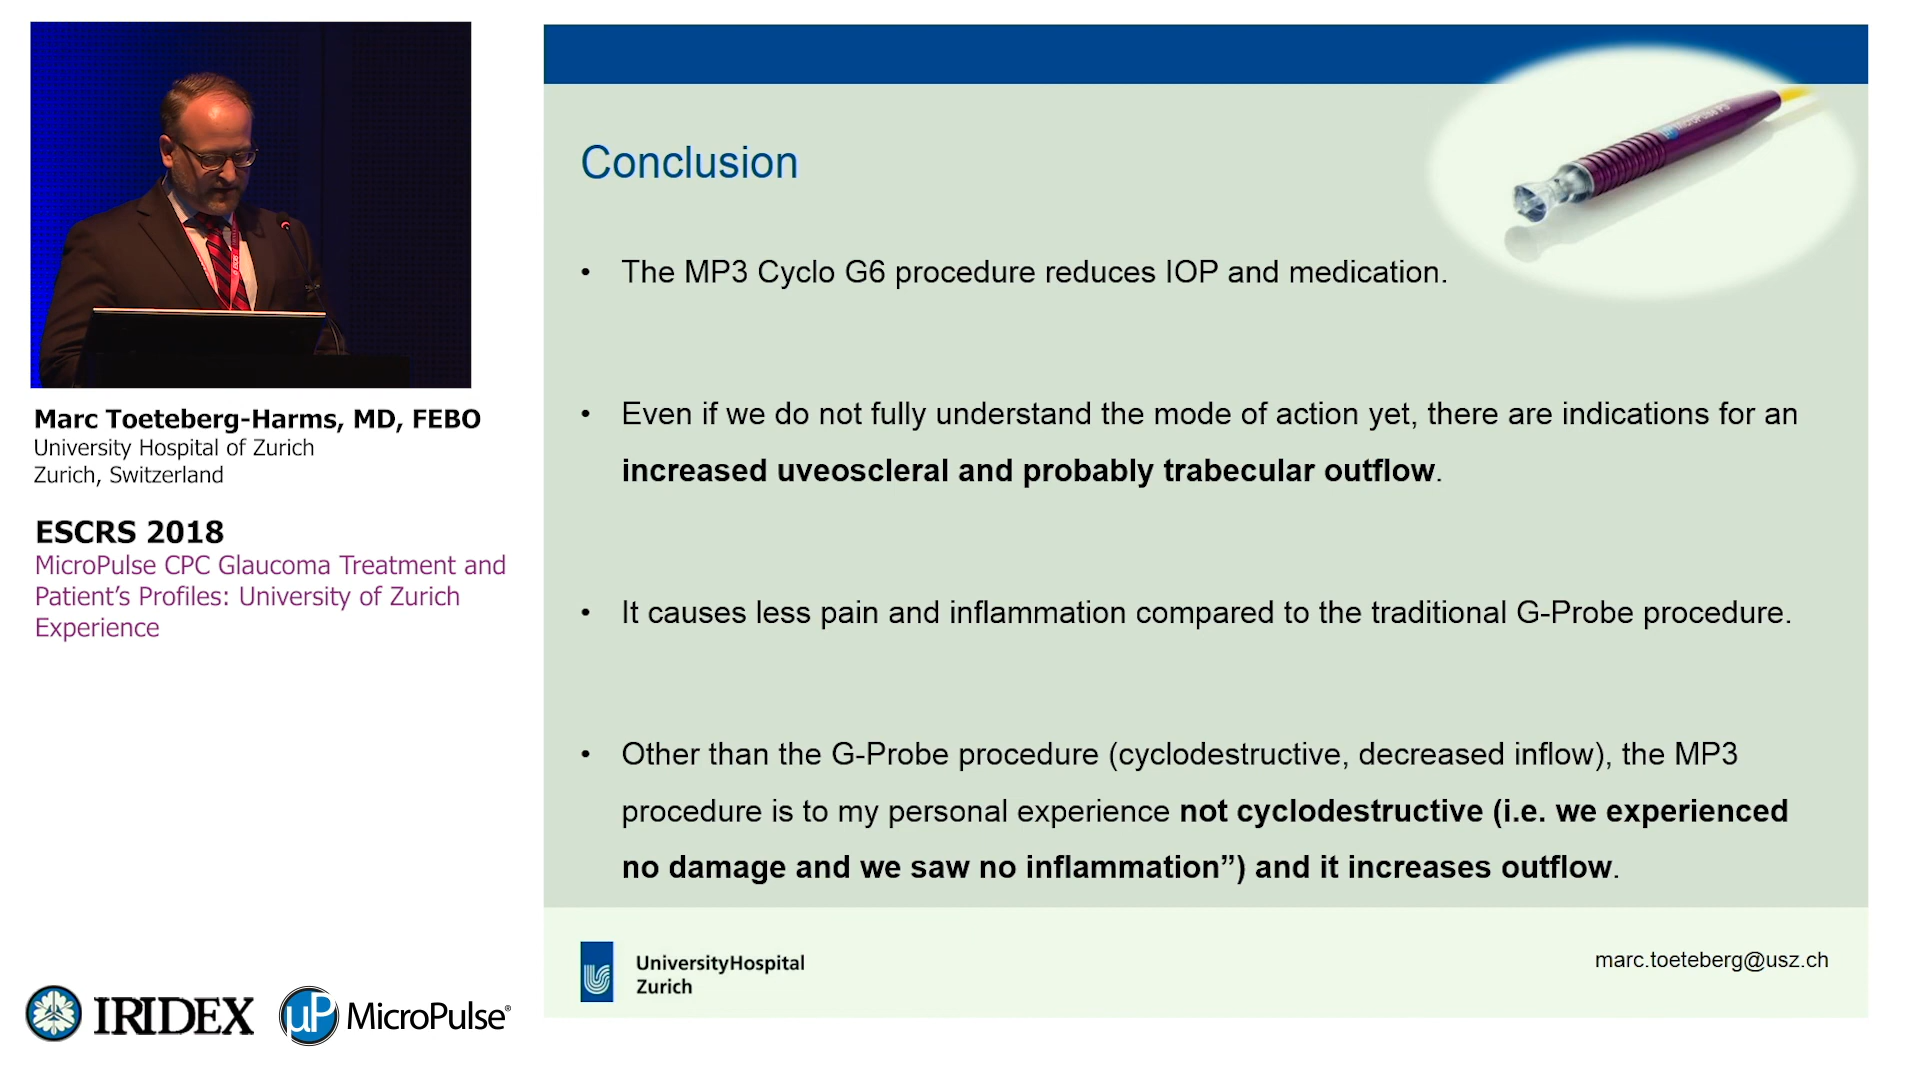 Marc Toeteberg-Harms, MD, FEBO
University Hospital of Zurich
Zurich, Switzerland
ESCRS 2018
MicroPulse CPC Glaucoma Treatment and
Patient’s Profiles: University of Zurich
Experience
IRIDEX
µP MicroPulse®
Conclusion
µP MicroPulse P3
• The MP3 Cyclo G6 procedure reduces IOP and medication.
• Even if we do not fully understand the mode of action yet, there are indications for an
increased uveoscleral and probably trabecular outflow.
• It causes less pain and inflammation compared to the traditional G-Probe procedure.
• Other than the G-Probe procedure (cyclodestructive, decreased inflow), the MP3
procedure is to my personal experience not cyclodestructive (i.e. we experienced
no damage and we saw no inflammation”) and it increases outflow.
UniversityHospital
Zurich
marc.toeteberg@usz.ch